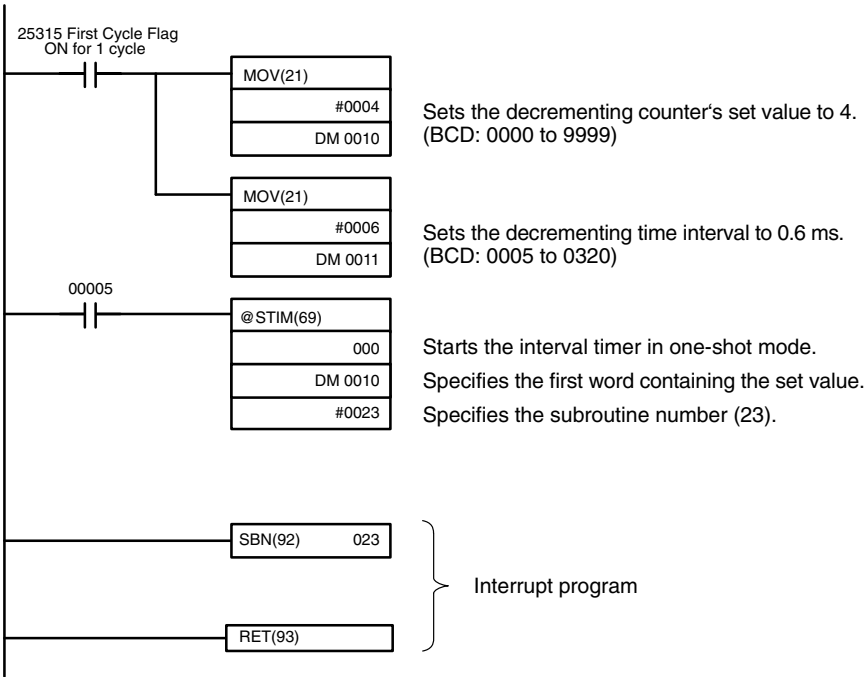 25315 First Cycle Flag
ON for 1 cycle
MOV(21)
#0004
DM 0010
Sets the decrementing counter‘s set value to 4.
(BCD: 0000 to 9999)
MOV(21)
#0006
DM 0011
Sets the decrementing time interval to 0.6 ms.
(BCD: 0005 to 0320)
00005
@STIM(69)
000
Starts the interval timer in one-shot mode.
DM 0010
Specifies the first word containing the set value.
#0023
Specifies the subroutine number (23).
SBN(92) 023
Interrupt program
RET(93)